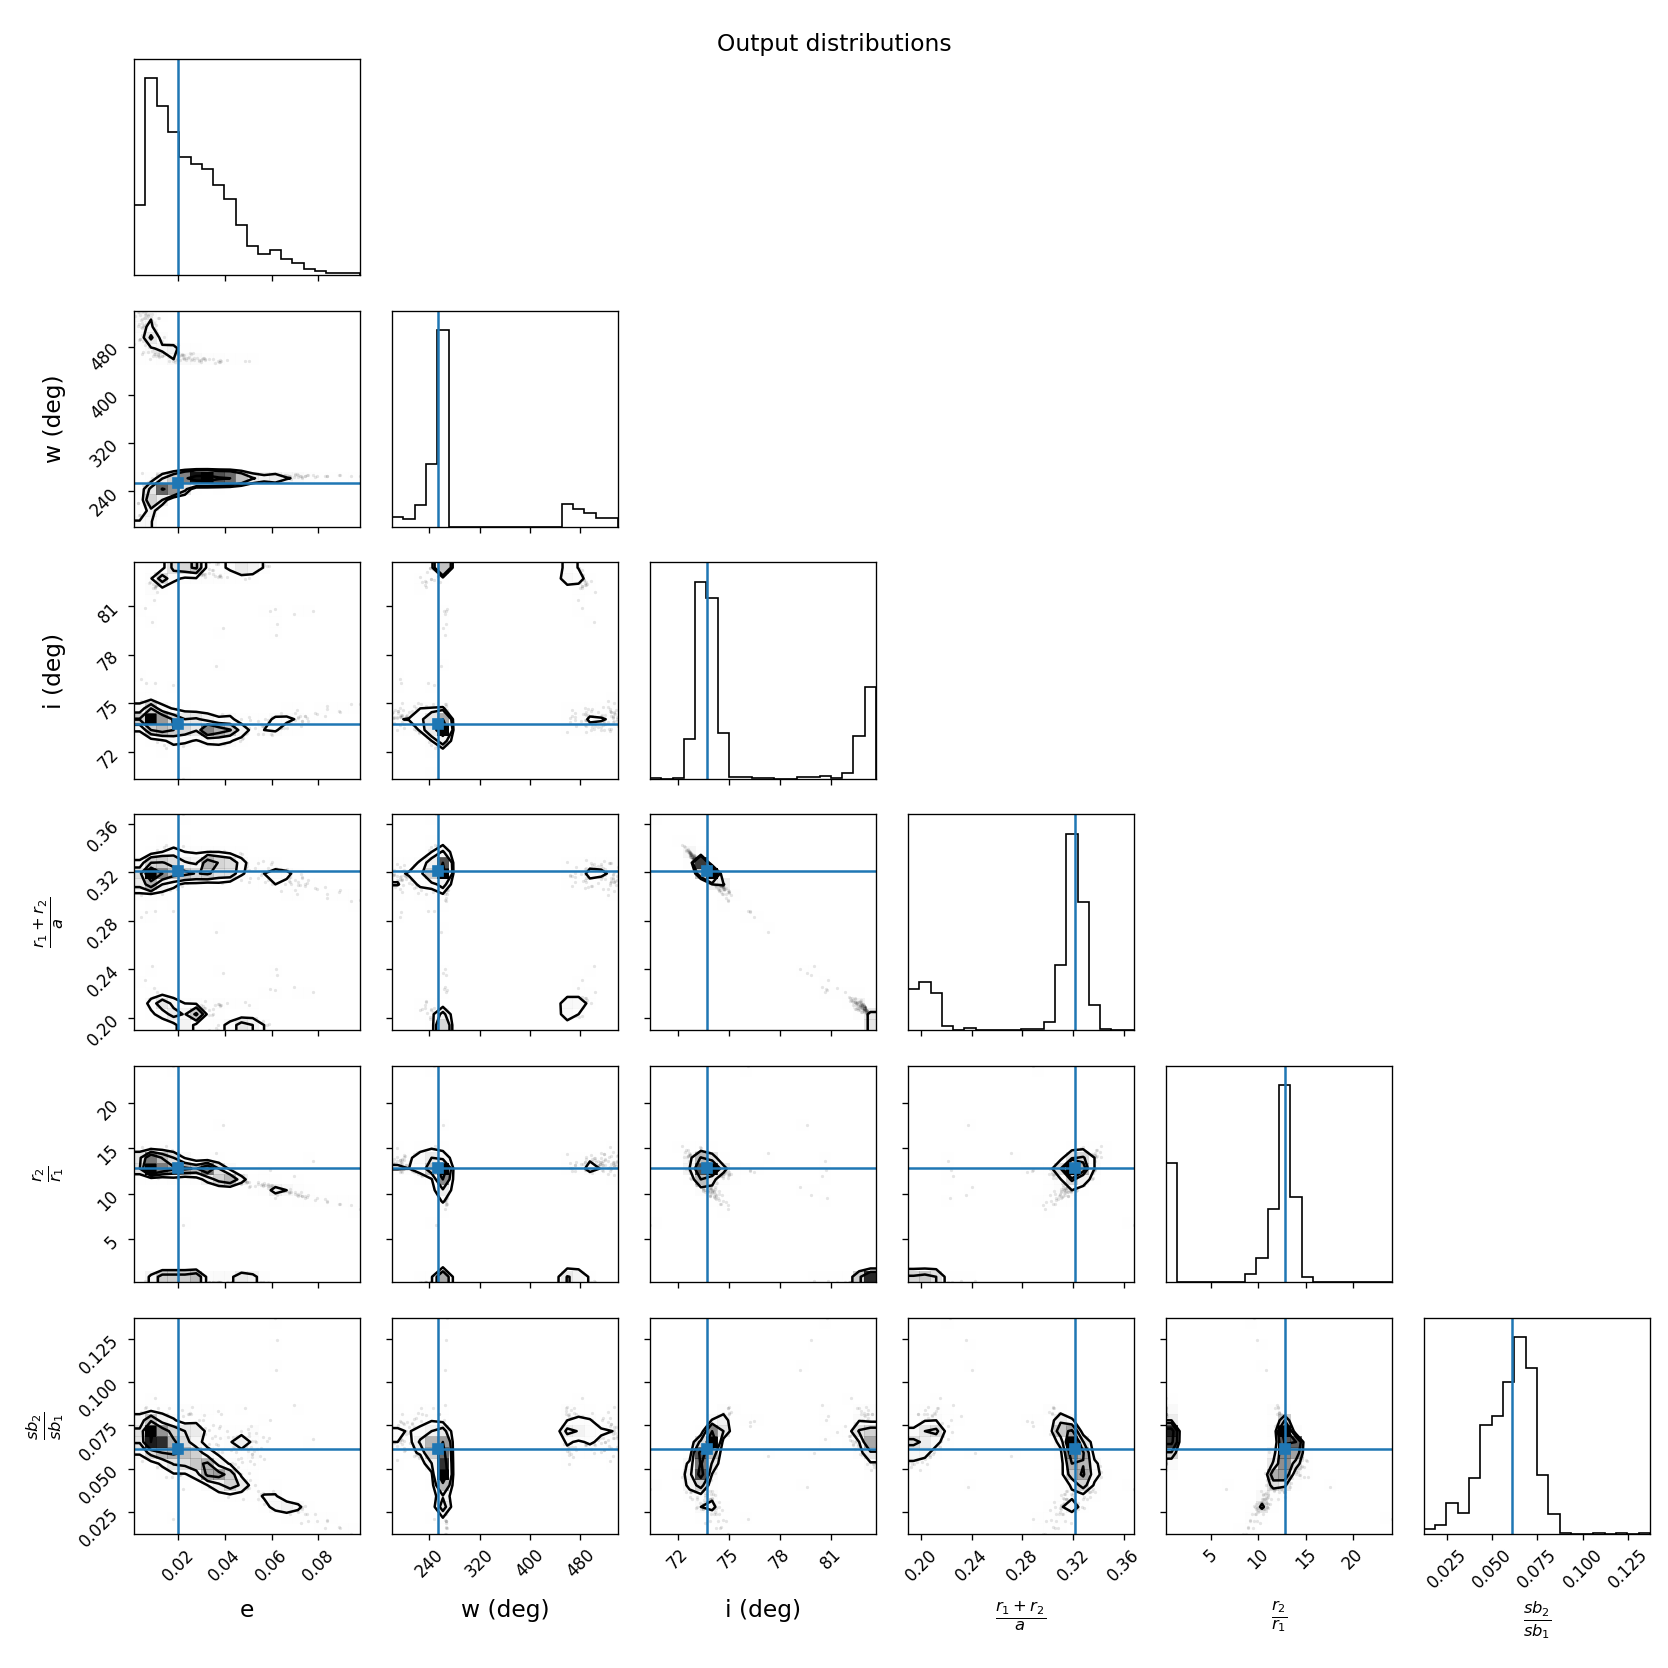 Output distributions
480
400
320
240
w (deg)
81
78
75
72
i (deg)
0.36
0.32
0.28
0.24
0.20
r₁ + r₂
a
20
15
10
5
r₂
r₁
0.125
0.100
0.075
0.050
0.025
sb₂
sb₁
0.02 0.04 0.06 0.08 240 320 400 480 72 75 78 81 0.20 0.24 0.28 0.32 0.36 5 10 15 20 0.025 0.050 0.075 0.100 0.125
e w (deg) i (deg)
r₁ + r₂
a
r₂
r₁
sb₂
sb₁